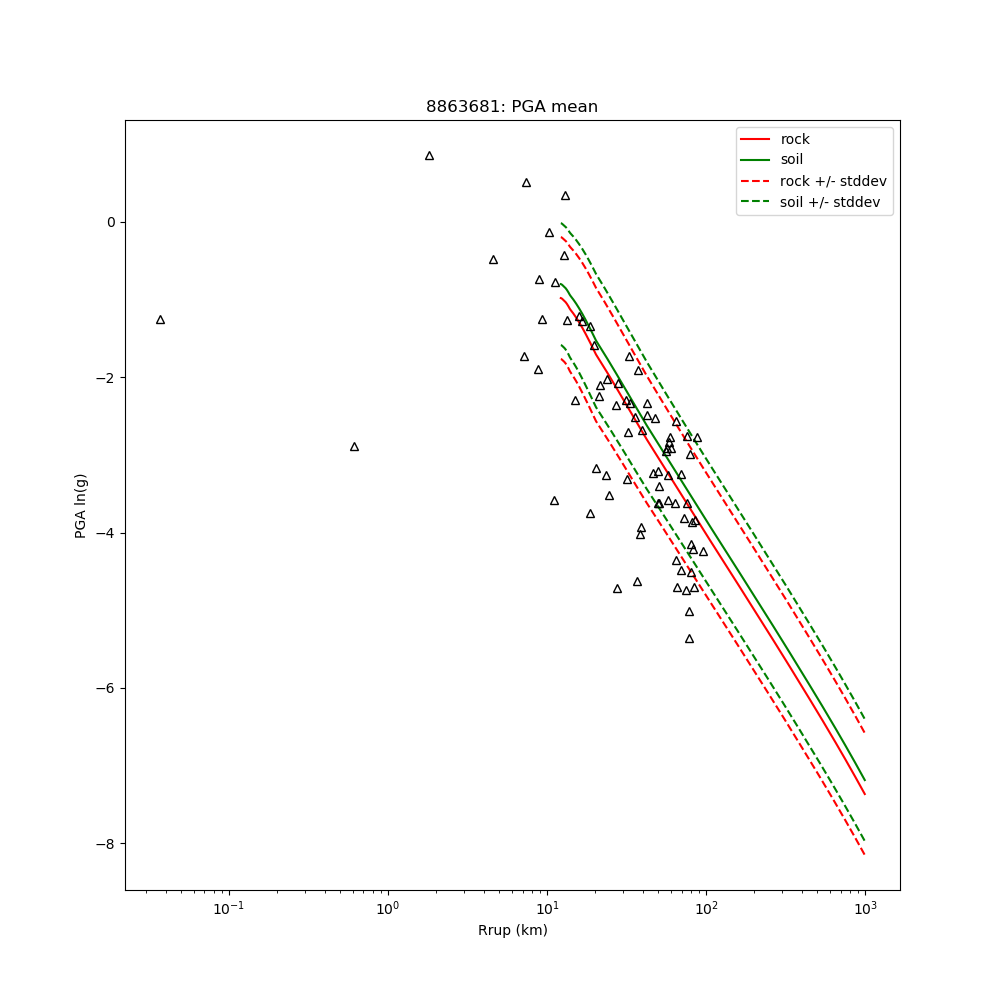 8863681: PGA mean
rock
soil
rock +/- stddev
soil +/- stddev
0
−2
−4
−6
−8
PGA ln(g)
10⁻¹
10⁰
10¹
10²
10³
Rrup (km)